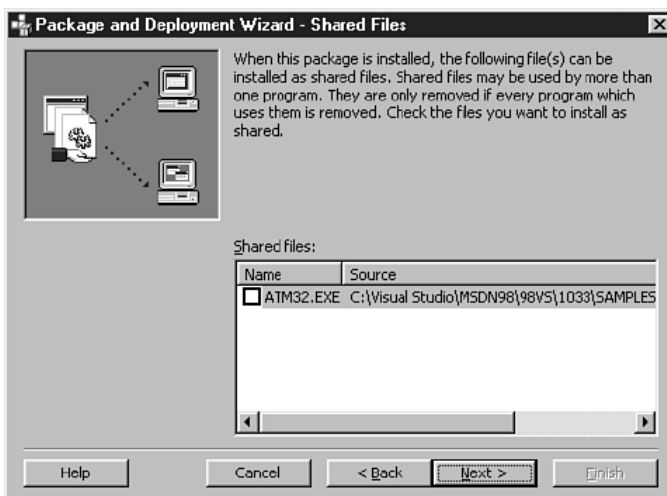 Package and Deployment Wizard - Shared Files
When this package is installed, the following file(s) can be
installed as shared files. Shared files may be used by more than
one program. They are only removed if every program which
uses them is removed. Check the files you want to install as
shared.
Shared files:
Name Source
ATM32.EXE C:\Visual Studio\MSDN98\98VS\1033\SAMPLES
Help Cancel < Back Next > Finish